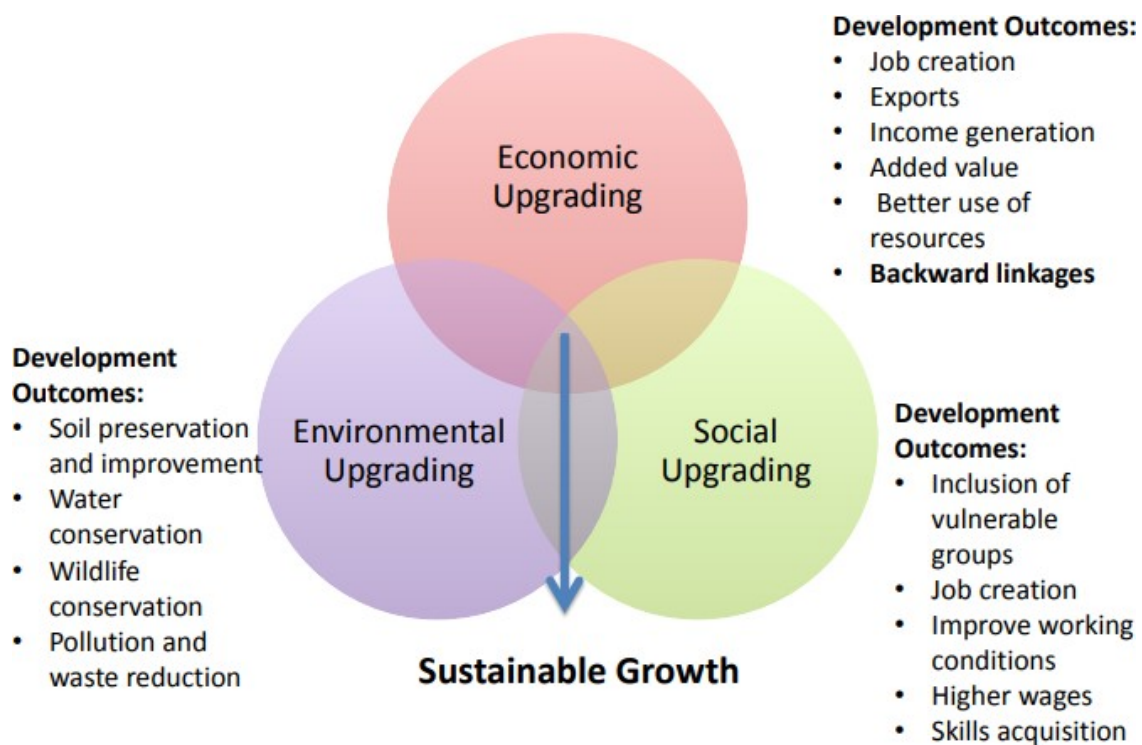 Development Outcomes:
• Job creation
• Exports
• Income generation
• Added value
• Better use of
resources
• Backward linkages
Economic
Upgrading
Development
Outcomes:
• Soil preservation
and improvement
• Water
conservation
• Wildlife
conservation
• Pollution and
waste reduction
Environmental
Upgrading
Social
Upgrading
Development
Outcomes:
• Inclusion of
vulnerable
groups
• Job creation
• Improve working
conditions
• Higher wages
• Skills acquisition
Sustainable Growth